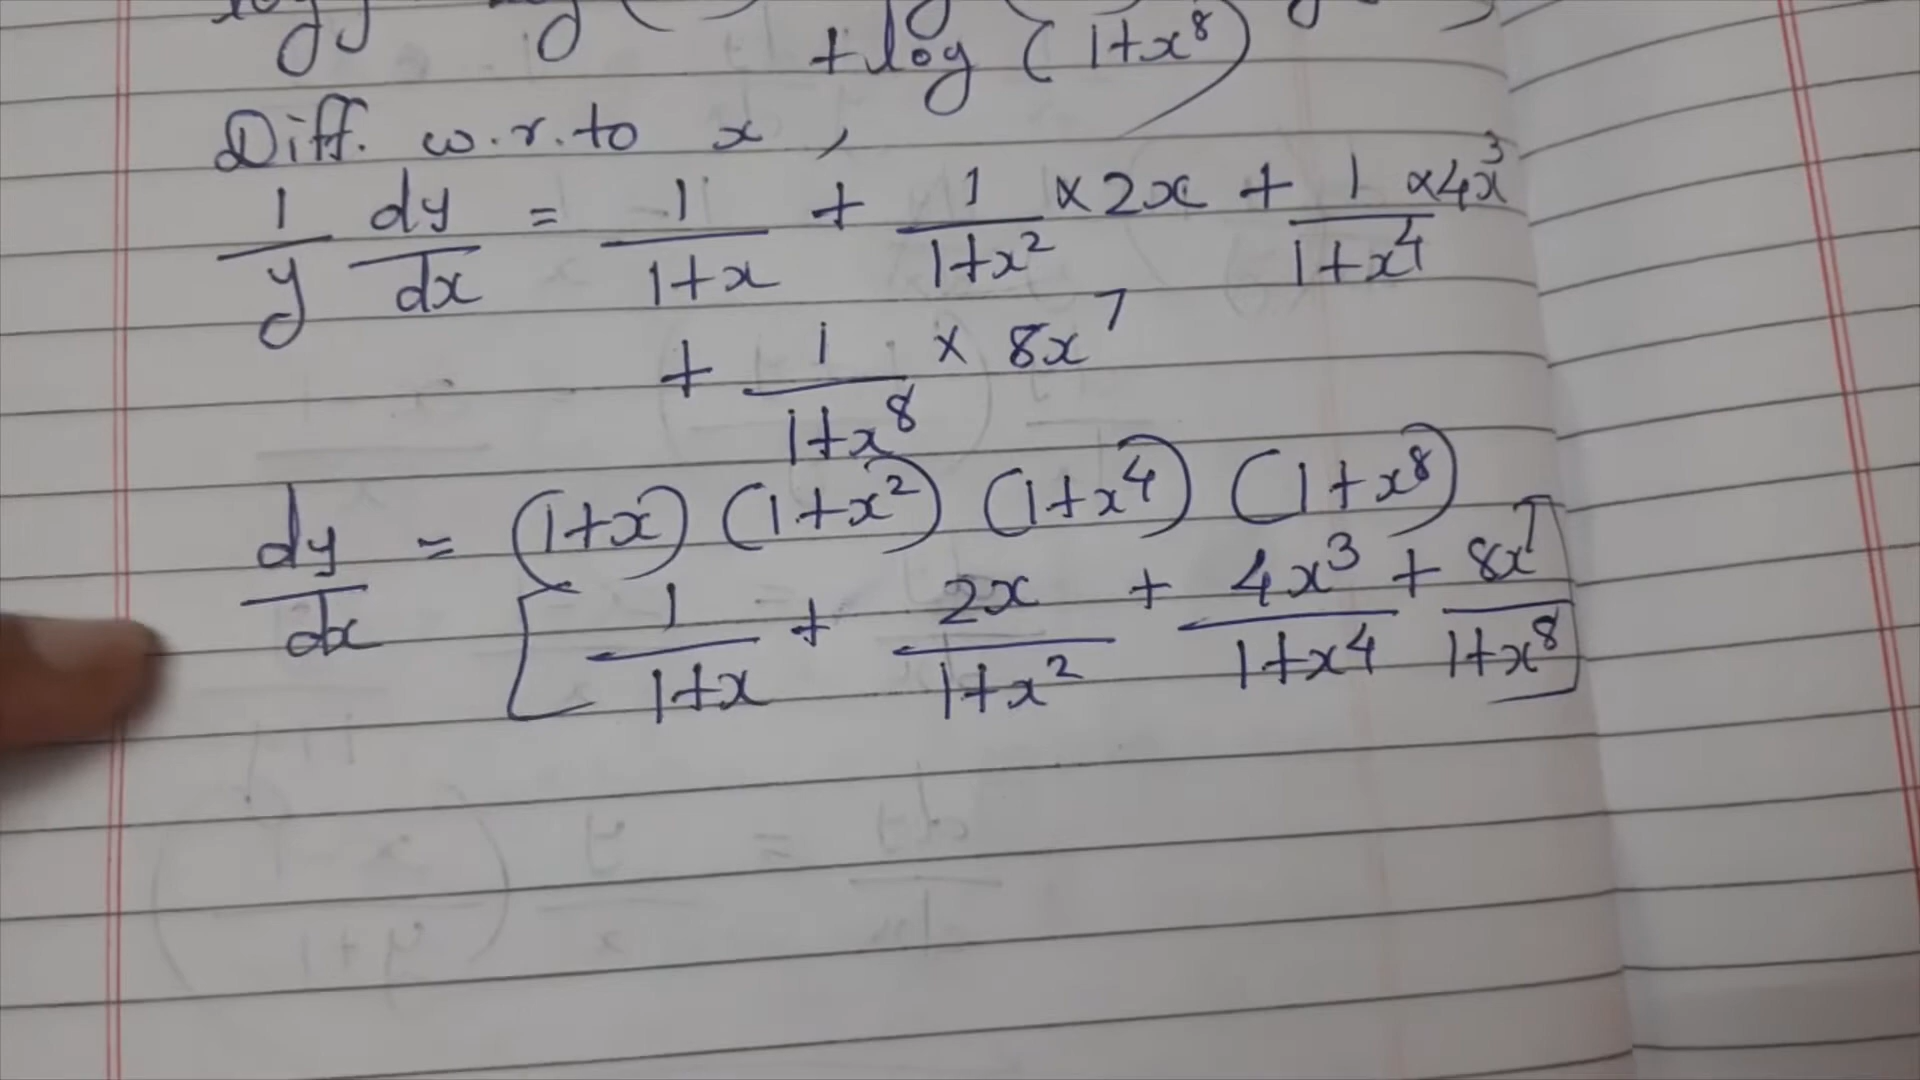 + log (1+x⁸)
Diff. w.r.to x,
1/y dy/dx = 1/(1+x) + 1/(1+x²) × 2x + 1/(1+x⁴) × 4x³
+ 1/(1+x⁸) × 8x⁷
dy/dx = (1+x) (1+x²) (1+x⁴) (1+x⁸)
[1/(1+x) + 2x/(1+x²) + 4x³/(1+x⁴) + 8x⁷/(1+x⁸)]